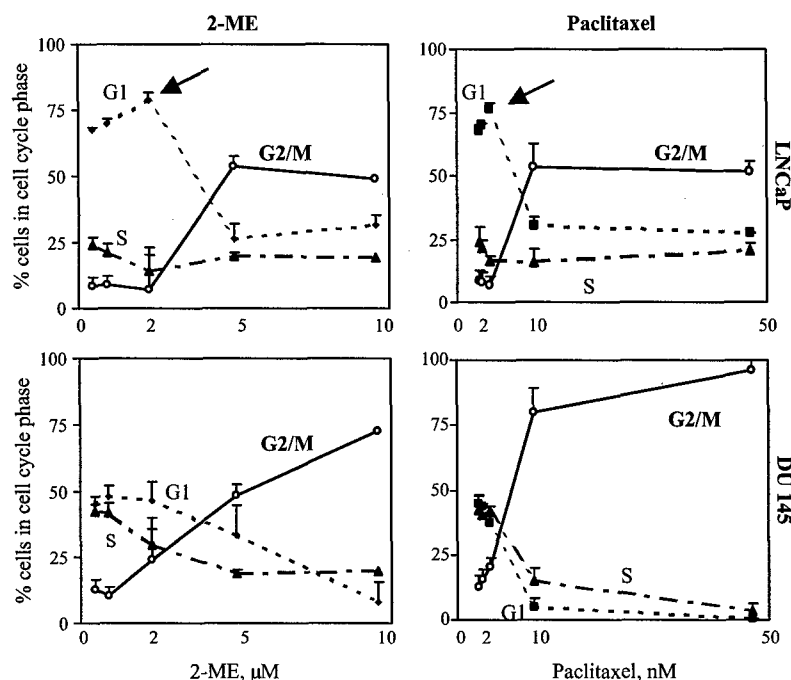 2-ME
Paclitaxel
% cells in cell cycle phase
100
75
50
25
0
G1
G2/M
S
0 2 5 10
100
75
50
25
0
G1
G2/M
S
0 2 10 50
LNCaP
% cells in cell cycle phase
100
75
50
25
0
G2/M
G1
S
0 2 5 10
2-ME, µM
100
75
50
25
0
G2/M
S
G1
0 2 10 50
Paclitaxel, nM
DU 145